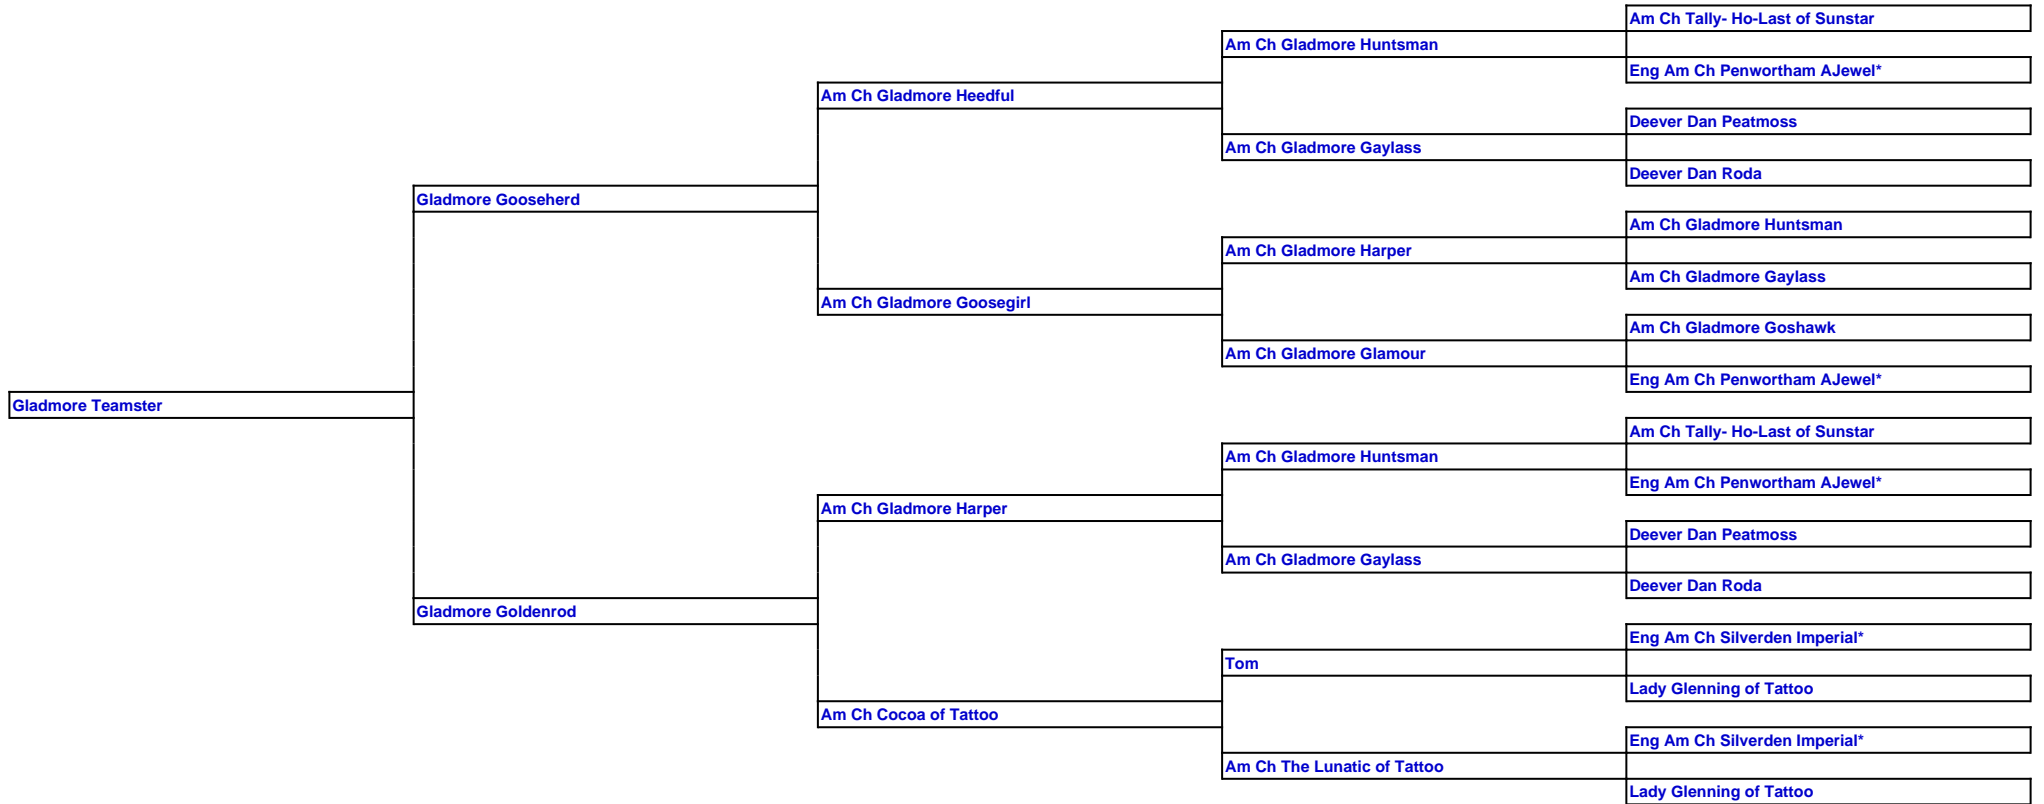 Am Ch Tally- Ho-Last of Sunstar
Am Ch Gladmore Huntsman
Eng Am Ch Penwortham AJewel*
Am Ch Gladmore Heedful
Deever Dan Peatmoss
Am Ch Gladmore Gaylass
Deever Dan Roda
Gladmore Gooseherd
Am Ch Gladmore Huntsman
Am Ch Gladmore Harper
Am Ch Gladmore Gaylass
Am Ch Gladmore Goosegirl
Am Ch Gladmore Goshawk
Am Ch Gladmore Glamour
Eng Am Ch Penwortham AJewel*
Gladmore Teamster
Am Ch Tally- Ho-Last of Sunstar
Am Ch Gladmore Huntsman
Eng Am Ch Penwortham AJewel*
Am Ch Gladmore Harper
Deever Dan Peatmoss
Am Ch Gladmore Gaylass
Deever Dan Roda
Gladmore Goldenrod
Eng Am Ch Silverden Imperial*
Tom
Lady Glenning of Tattoo
Am Ch Cocoa of Tattoo
Eng Am Ch Silverden Imperial*
Am Ch The Lunatic of Tattoo
Lady Glenning of Tattoo